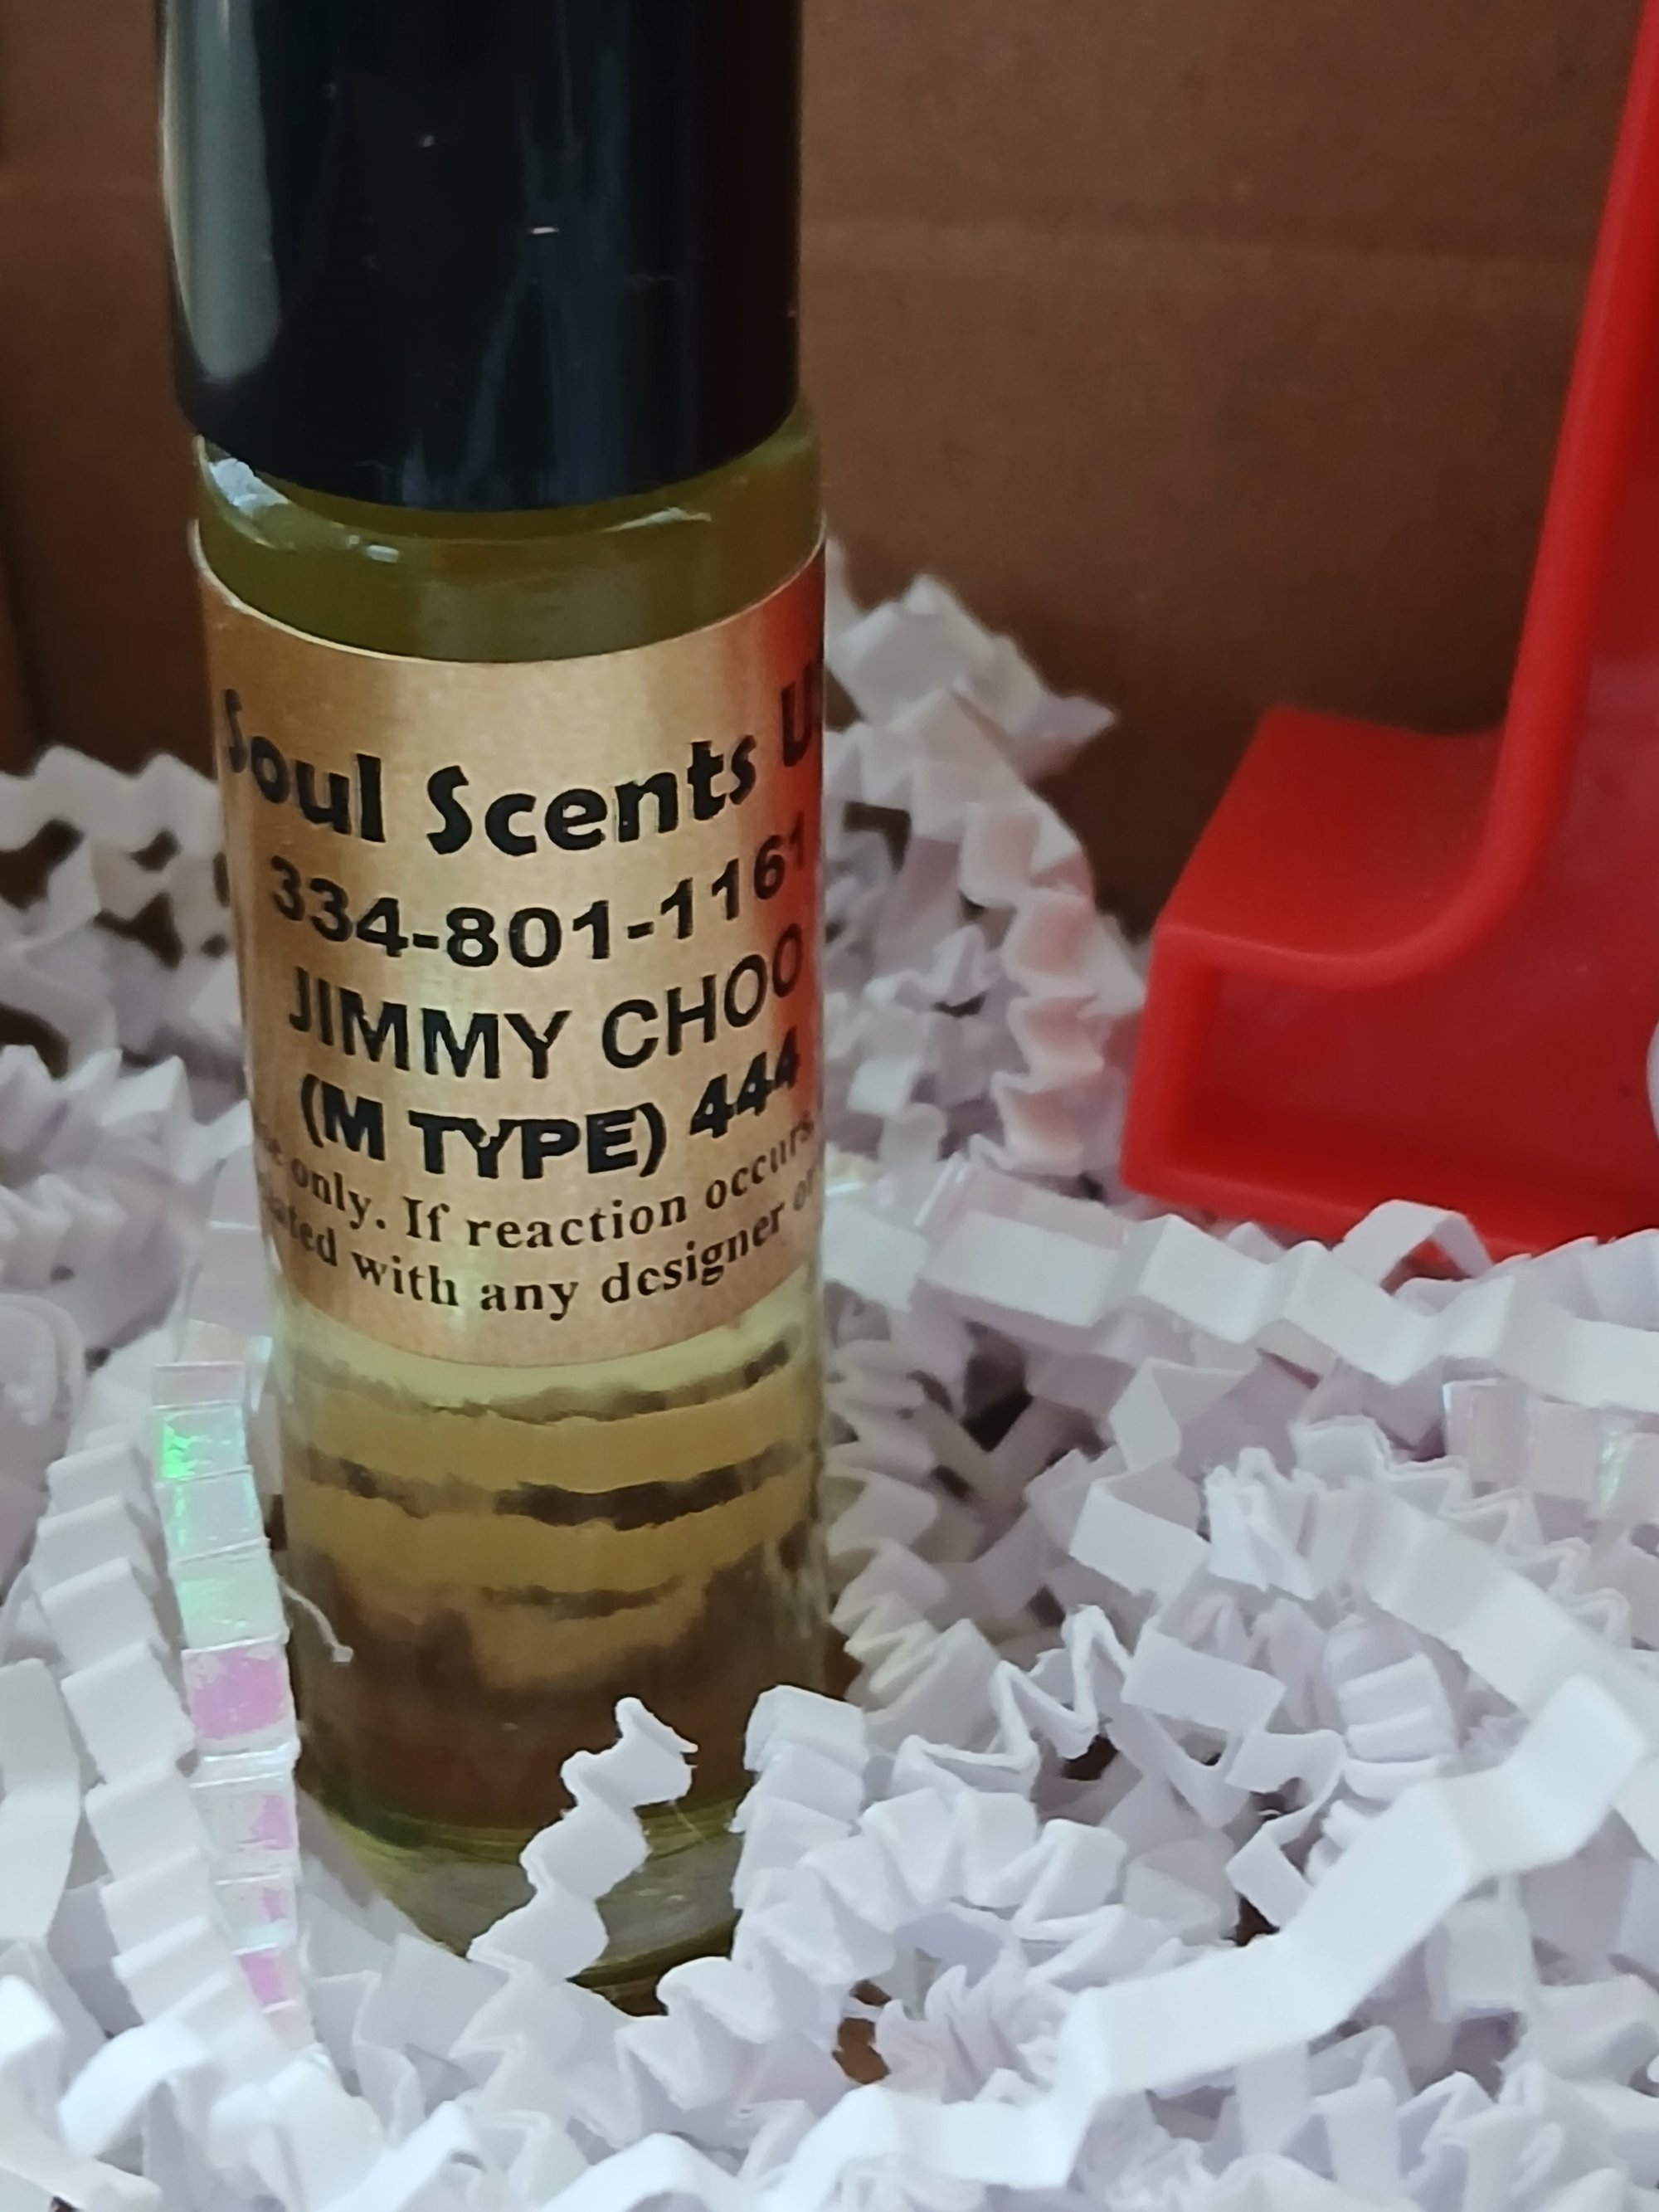 Soul Scents
334-801-1161
JIMMY CHOO
(M TYPE) 444
only. If reaction occurs,
with any designer